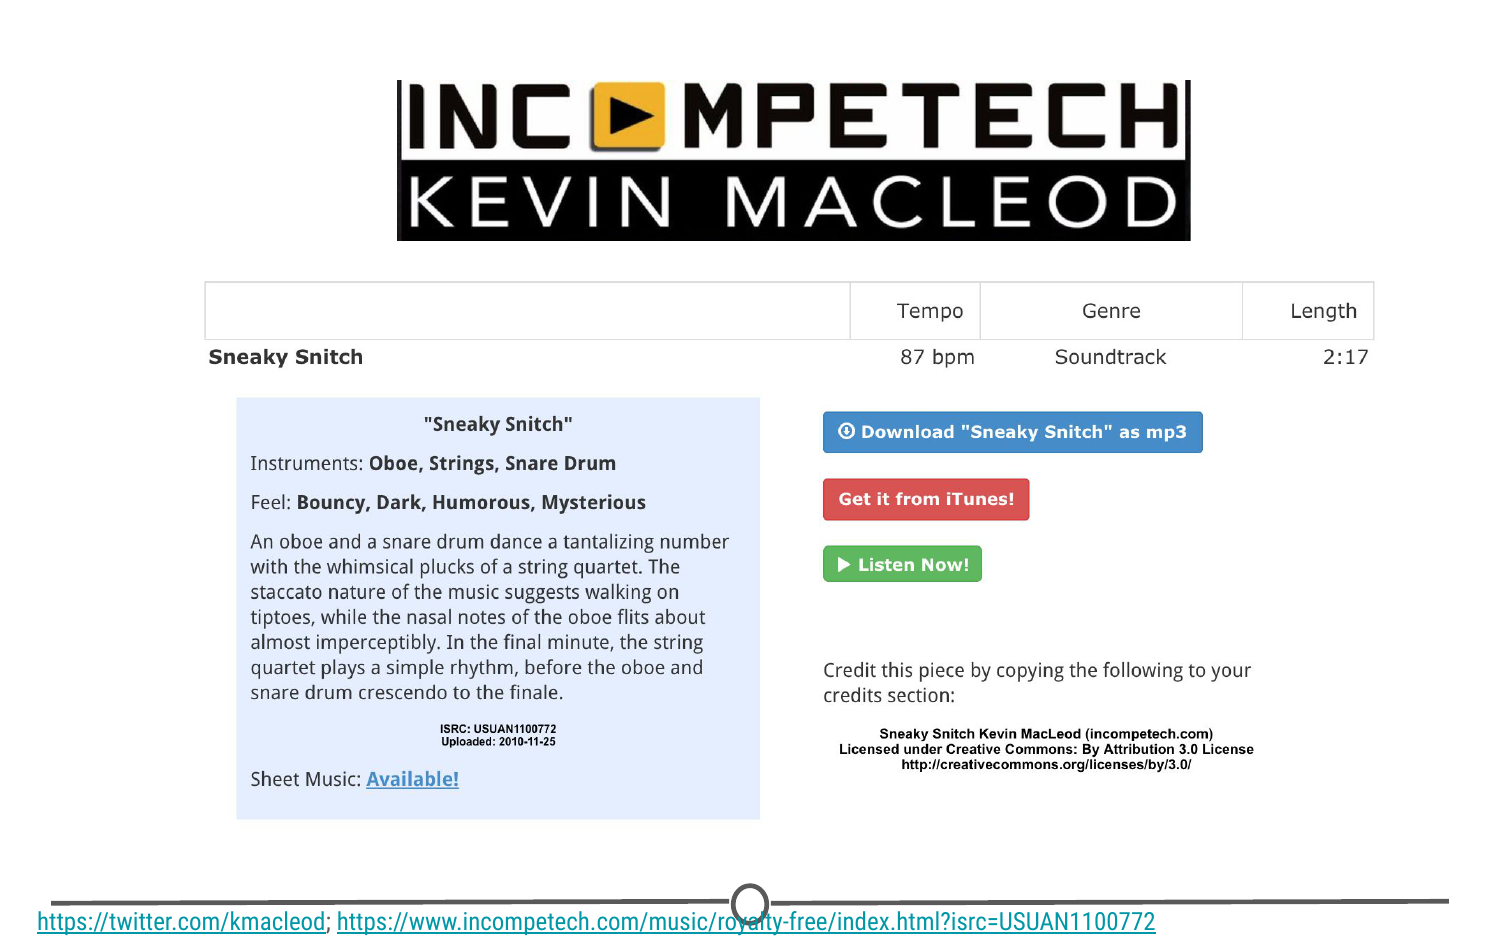 INCOMPETECH
KEVIN MACLEOD
Tempo Genre Length
Sneaky Snitch 87 bpm Soundtrack 2:17
"Sneaky Snitch"
Instruments: Oboe, Strings, Snare Drum
Feel: Bouncy, Dark, Humorous, Mysterious
An oboe and a snare drum dance a tantalizing number
with the whimsical plucks of a string quartet. The
staccato nature of the music suggests walking on
tiptoes, while the nasal notes of the oboe flits about
almost imperceptibly. In the final minute, the string
quartet plays a simple rhythm, before the oboe and
snare drum crescendo to the finale.
ISRC: USUAN1100772
Uploaded: 2010-11-25
Sheet Music: Available!
Download "Sneaky Snitch" as mp3
Get it from iTunes!
Listen Now!
Credit this piece by copying the following to your
credits section:
Sneaky Snitch Kevin MacLeod (incompetech.com)
Licensed under Creative Commons: By Attribution 3.0 License
http://creativecommons.org/licenses/by/3.0/
https://twitter.com/kmacleod; https://www.incompetech.com/music/royalty-free/index.html?isrc=USUAN1100772